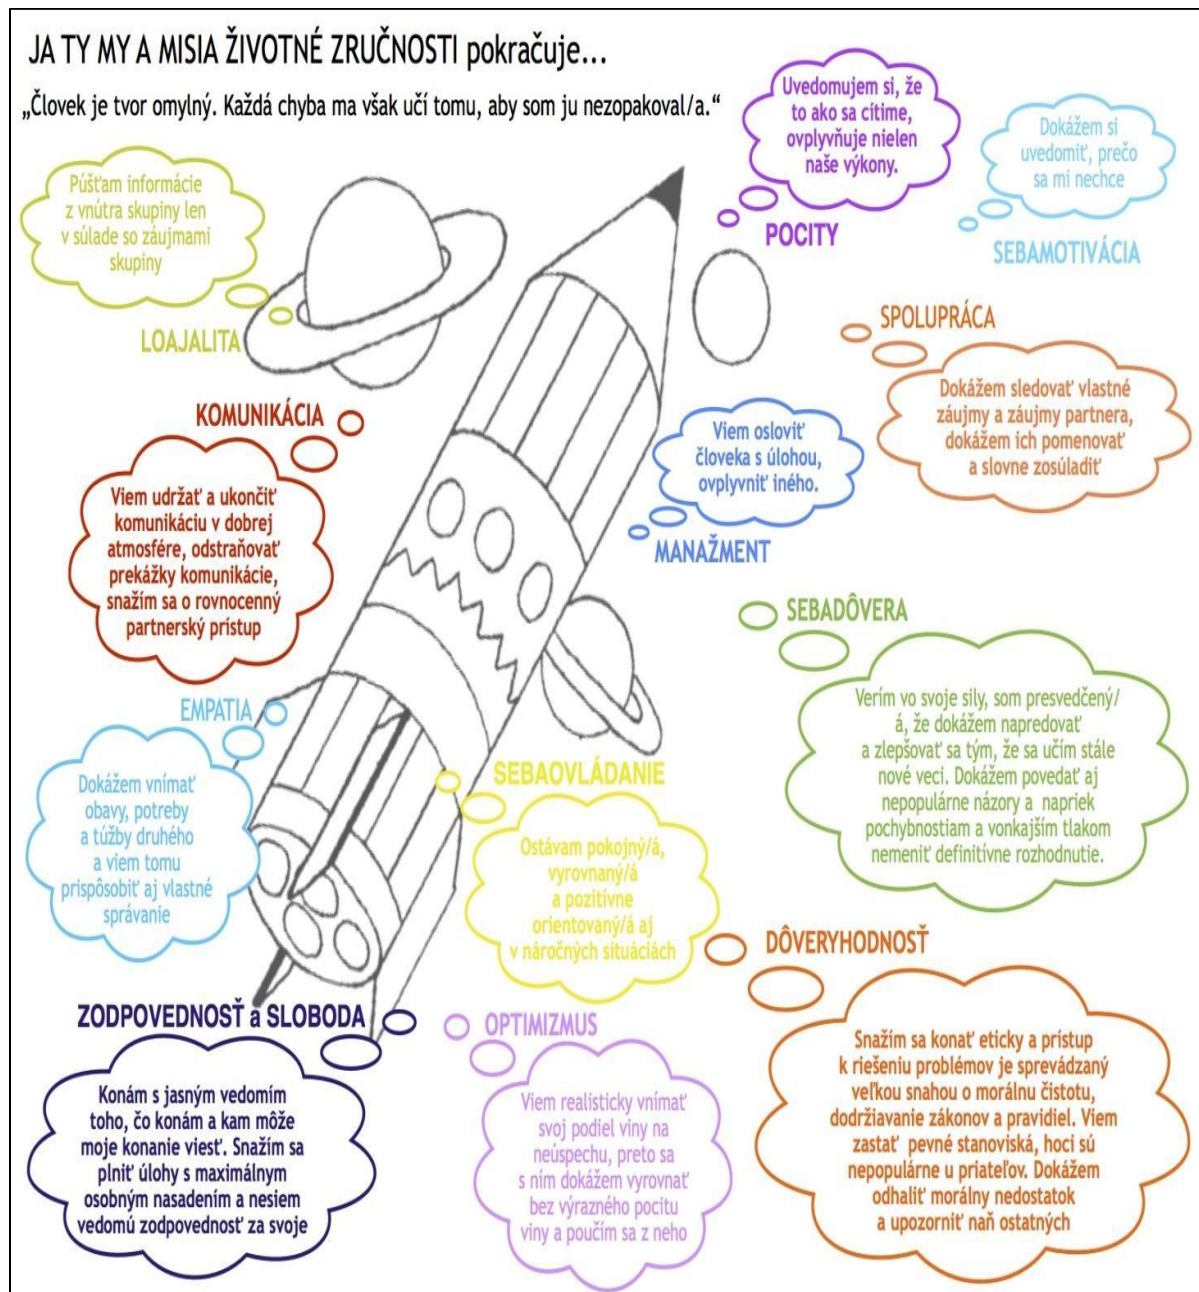 JA TY MY A MISIA ŽIVOTNÉ ZRUČNOSTI pokračuje...
„Človek je tvor omylný. Každá chyba ma však učí tomu, aby som ju nezopakoval/a.“
Uvedomujem si, že
to ako sa cítime,
ovplyvňuje nielen
naše výkony.
POCITY
Dokážem si
uvedomiť, prečo
sa mi nechce
SEBAMOTIVÁCIA
Púšťam informácie
z vnútra skupiny len
v súlade so záujmami
skupiny
LOAJALITA
SPOLUPRÁCA
Dokážem sledovať vlastné
záujmy a záujmy partnera,
dokážem ich pomenovať
a slovne zosúladiť
KOMUNIKÁCIA
Viem udržať a ukončiť
komunikáciu v dobrej
atmosfére, odstraňovať
prekážky komunikácie,
snažím sa o rovnocenný
partnerský prístup
Viem osloviť
človeka s úlohou,
ovplyvniť iného.
MANAŽMENT
SEBADÔVERA
Verím vo svoje sily, som presvedčený/
á, že dokážem napredovať
a zlepšovať sa tým, že sa učím stále
nové veci. Dokážem povedať aj
nepopulárne názory a napriek
pochybnostiam a vonkajším tlakom
nemeniť definitívne rozhodnutie.
EMPATIA
Dokážem vnímať
obavy, potreby
a túžby druhého
a viem tomu
prispôsobiť aj vlastné
správanie
SEBAOVLÁDANIE
Ostávam pokojný/á,
vyrovnaný/á
a pozitívne
orientovaný/á aj
v náročných situáciách
DÔVERYHODNOSŤ
Snažím sa konať eticky a prístup
k riešeniu problémov je sprevádzaný
veľkou snahou o morálnu čistotu,
dodržiavanie zákonov a pravidiel. Viem
zastať pevné stanoviská, hoci sú
nepopulárne u priateľov. Dokážem
odhaliť morálny nedostatok
a upozorniť naň ostatných
ZODPOVEDNOSŤ a SLOBODA
Konám s jasným vedomím
toho, čo konám a kam môže
moje konanie viesť. Snažím sa
plniť úlohy s maximálnym
osobným nasadením a nesiem
vedomú zodpovednosť za svoje
OPTIMIZMUS
Viem realisticky vnímať
svoj podiel viny na
neúspechu, preto sa
s ním dokážem vyrovnať
bez výrazného pocitu
viny a poučím sa z neho